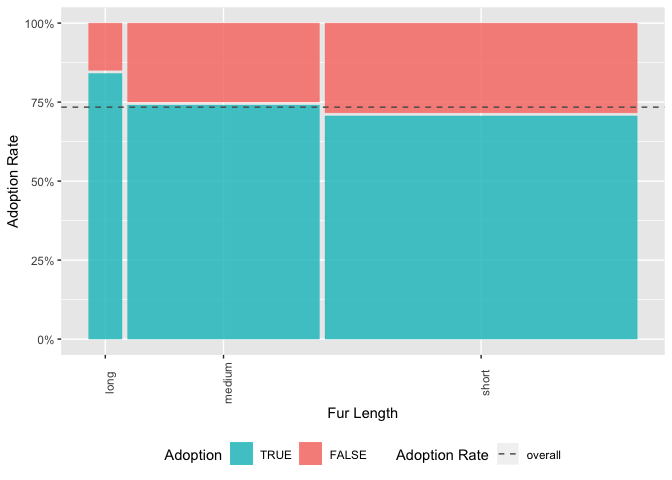 100%
75%
50%
25%
0%
Adoption Rate
long
medium
short
Fur Length
Adoption TRUE FALSE Adoption Rate overall